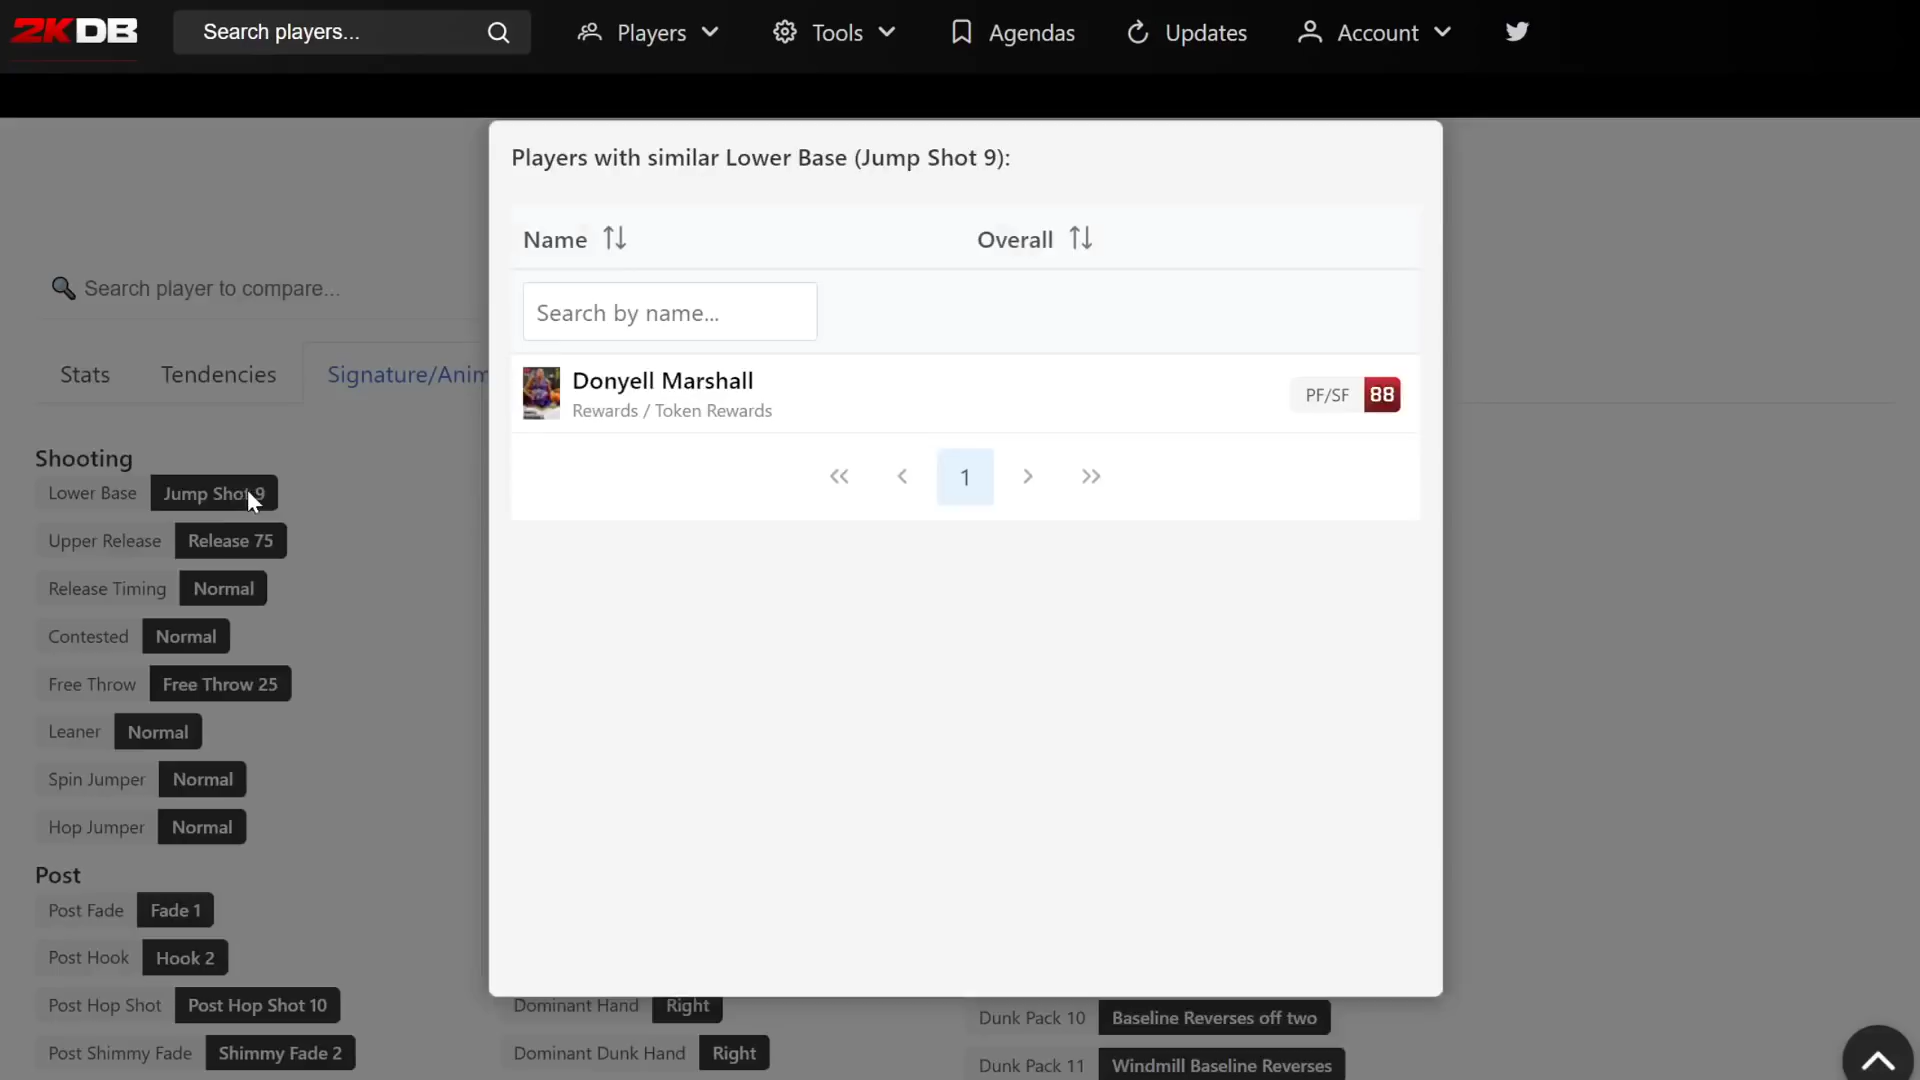 2KDB
Search players...
Players
Tools
Agendas
Updates
Account
Players with similar Lower Base (Jump Shot 9):
Name
Overall
Search by name...
Donyell Marshall
Rewards / Token Rewards
PF/SF 88
1
Search player to compare...
Stats
Tendencies
Signature/Anim
Shooting
Lower Base Jump Shot 9
Upper Release Release 75
Release Timing Normal
Contested Normal
Free Throw Free Throw 25
Leaner Normal
Spin Jumper Normal
Hop Jumper Normal
Post
Post Fade Fade 1
Post Hook Hook 2
Post Hop Shot Post Hop Shot 10
Post Shimmy Fade Shimmy Fade 2
Dominant Hand Right
Dominant Dunk Hand Right
Dunk Pack 10 Baseline Reverses off two
Dunk Pack 11 Windmill Baseline Reverses